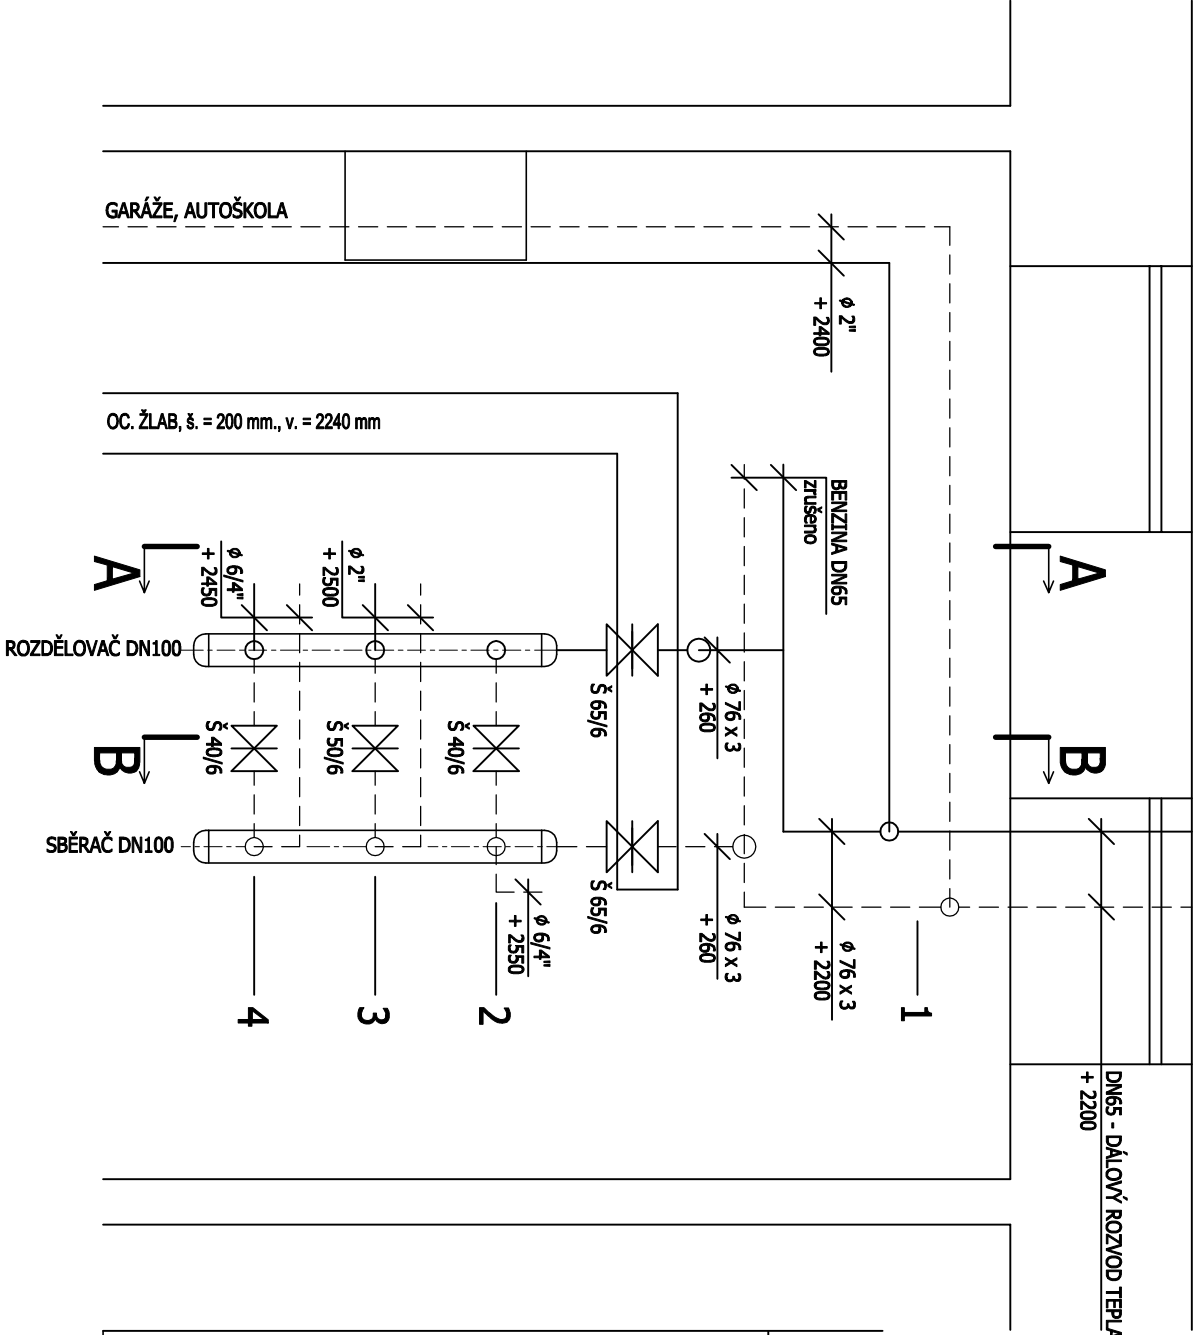 GARÁŽE, AUTOŠKOLA
ø 2"
+ 2400
OC. ŽLAB, š. = 200 mm., v. = 2240 mm
BENZINA DN65
zrušeno
A
A
ø 6/4"
+ 2450
ø 2"
+ 2500
ROZDĚLOVAČ DN100
Š 65/6
ø 76 x 3
+ 260
B
B
Š 40/6
Š 50/6
Š 40/6
SBĚRAČ DN100
Š 65/6
ø 76 x 3
+ 260
ø 6/4"
+ 2550
ø 76 x 3
+ 2200
4
3
2
1
DN65 - DÁLOVÝ ROZVOD TEPLA
+ 2200